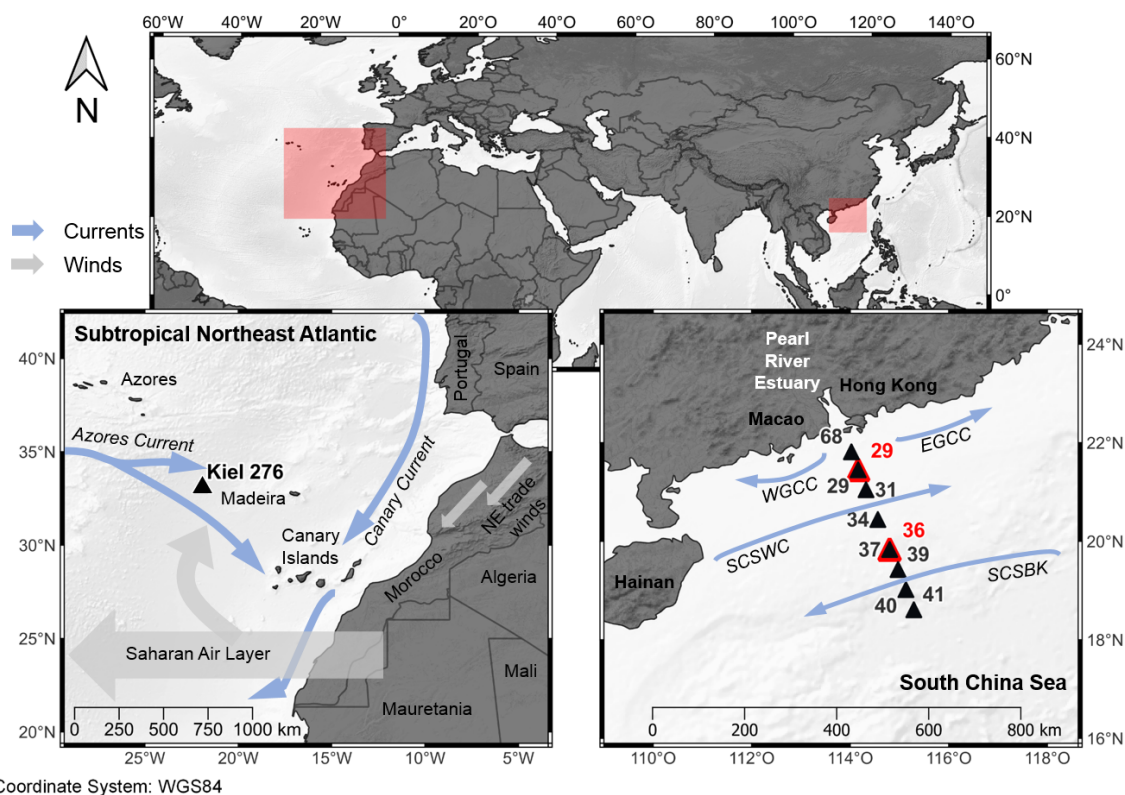 60°W 40°W 20°W 0° 20°E 40°E 60°E 80°E 100°E 120°E 140°E
N
60°N
40°N
20°N
0°
Currents
Winds
Subtropical Northeast Atlantic
40°N
35°N
30°N
25°N
20°N
Azores
Portugal
Spain
Azores Current
Kiel 276
Madeira
Canary Current
NE trade
winds
Canary
Islands
Morocco
Algeria
Saharan Air Layer
Mali
Mauretania
0 250 500 750 1000 km
25°W 20°W 15°W 10°W 5°W
Pearl
River
Estuary
Hong Kong
Macao
24°N
22°N
20°N
18°N
16°N
68
29
EGCC
29
31
WGCC
34
36
37
39
SCSWC
SCSBK
Hainan
40
41
South China Sea
0 200 400 600 800 km
110°O 112°O 114°O 116°O 118°O
Coordinate System: WGS84